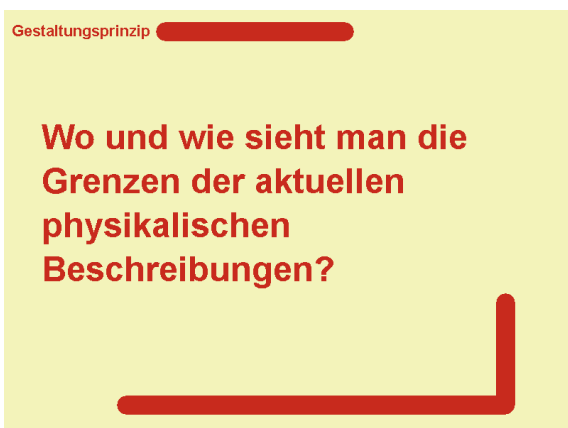 Gestaltungsprinzip
Wo und wie sieht man die
Grenzen der aktuellen
physikalischen
Beschreibungen?